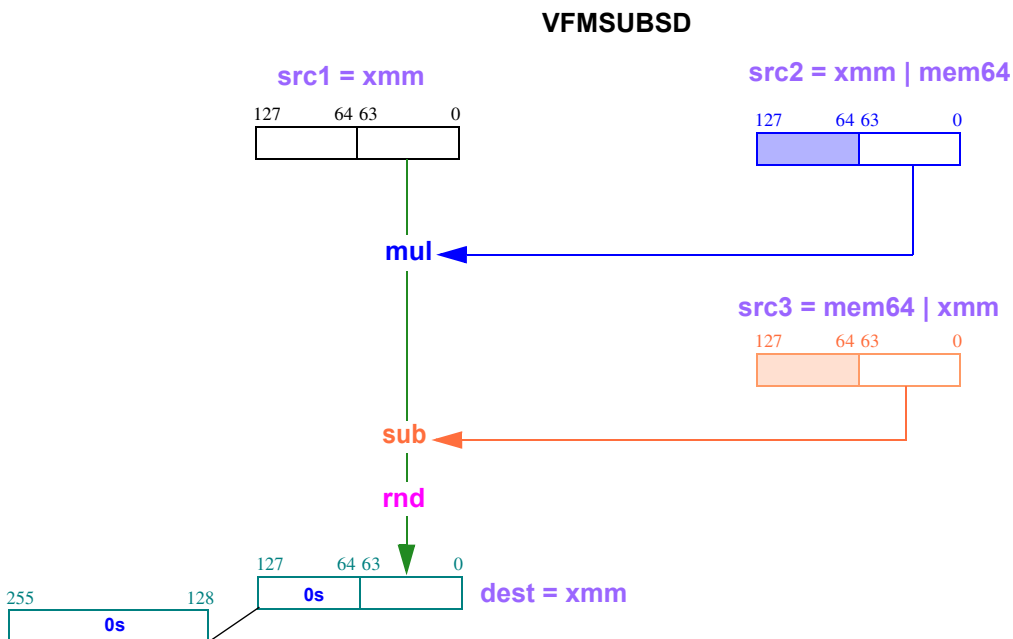 VFMSUBSD
src1 = xmm
src2 = xmm | mem64
127 64 63 0
127 64 63 0
mul
src3 = mem64 | xmm
127 64 63 0
sub
rnd
127 64 63 0
0s
dest = xmm
255 128
0s